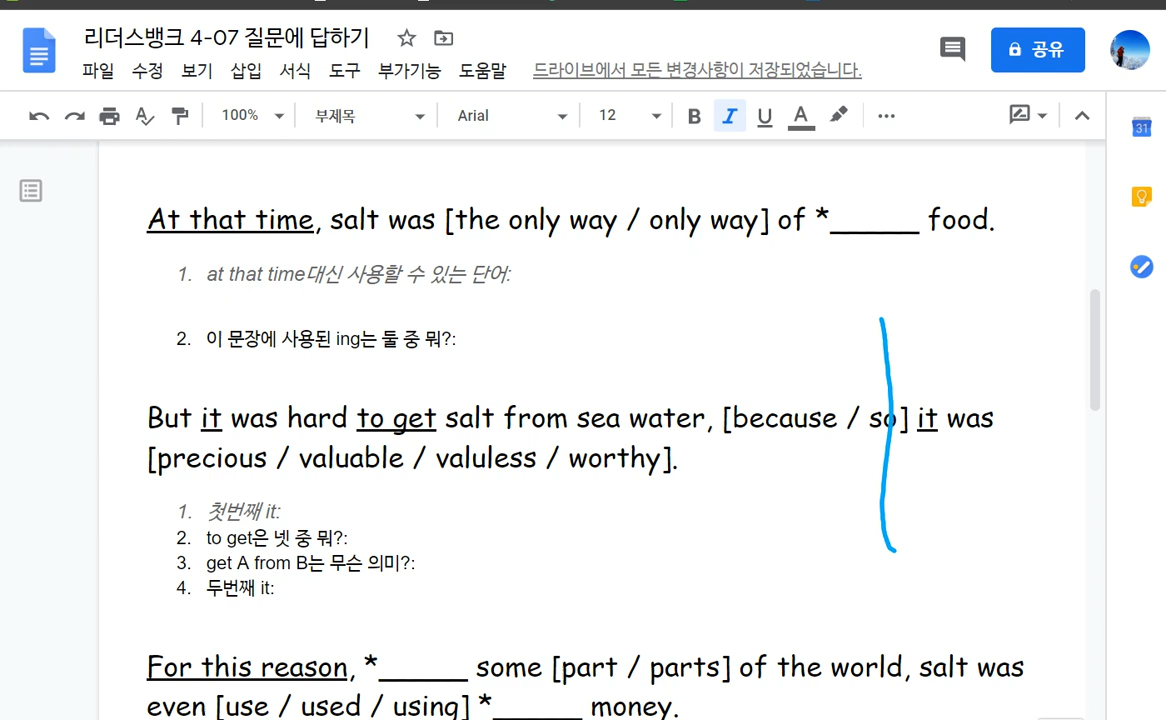 리더스뱅크 4-07 질문에 답하기
파일 수정 보기 삽입 서식 도구 부가기능 도움말 드라이브에서 모든 변경사항이 저장되었습니다.
공유
100% 부제목 Arial 12 B I U A
31
At that time, salt was [the only way / only way] of *______ food.
1. at that time대신 사용할 수 있는 단어:
2. 이 문장에 사용된 ing는 둘 중 뭐?:
But it was hard to get salt from sea water, [because / so] it was
[precious / valuable / valuless / worthy].
1. 첫번째 it:
2. to get은 넷 중 뭐?:
3. get A from B는 무슨 의미?:
4. 두번째 it:
For this reason, *______ some [part / parts] of the world, salt was
even [use / used / using] *______ money.